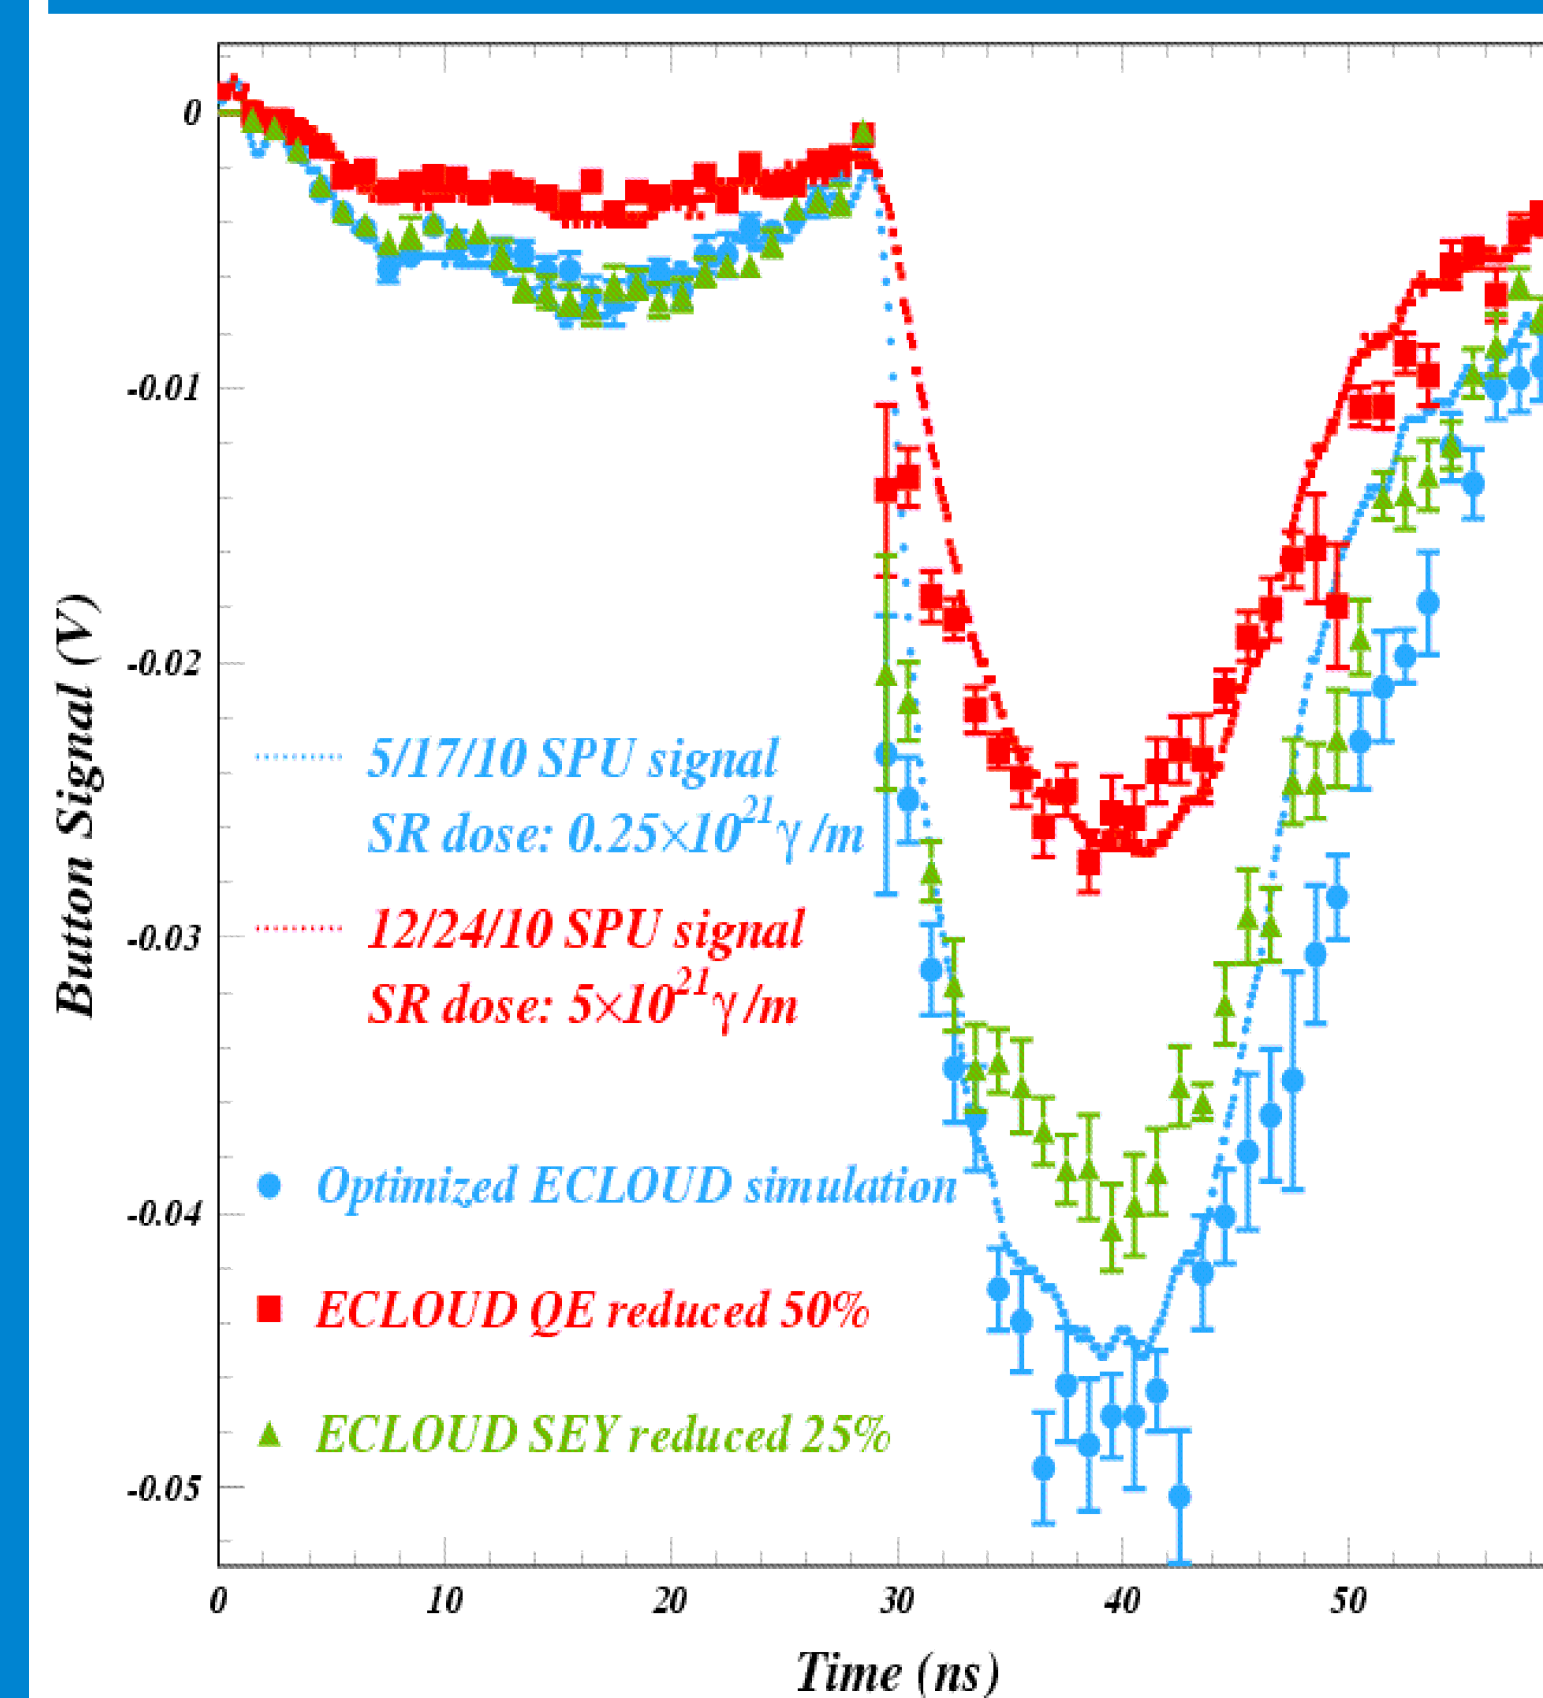 0
-0.01
-0.02
-0.03
-0.04
-0.05
Button Signal (V)
5/17/10 SPU signal
SR dose: 0.25×10²¹γ/m
12/24/10 SPU signal
SR dose: 5×10²¹γ/m
Optimized ECLOUD simulation
ECLOUD QE reduced 50%
ECLOUD SEY reduced 25%
0 10 20 30 40 50
Time (ns)